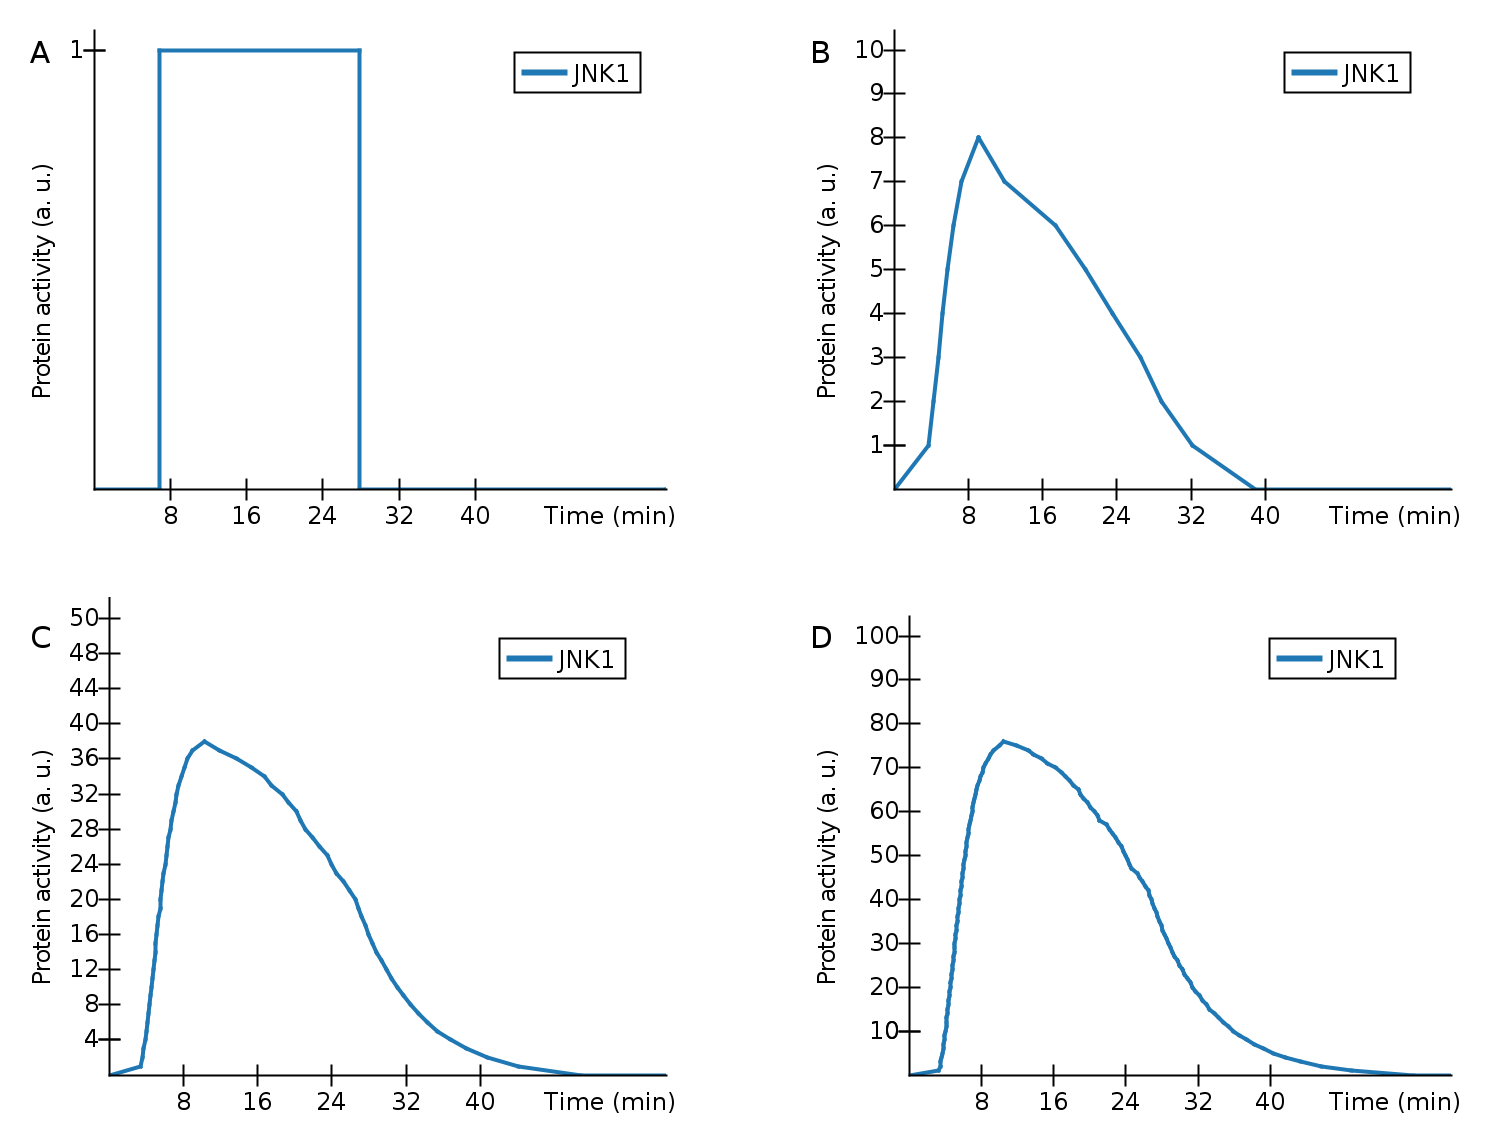 A
1
JNK1
Protein activity (a. u.)
8 16 24 32 40 Time (min)
B
10
9
8
7
6
5
4
3
2
1
JNK1
Protein activity (a. u.)
8 16 24 32 40 Time (min)
C
50
48
44
40
36
32
28
24
20
16
12
8
4
JNK1
Protein activity (a. u.)
8 16 24 32 40 Time (min)
D
100
90
80
70
60
50
40
30
20
10
JNK1
Protein activity (a. u.)
8 16 24 32 40 Time (min)